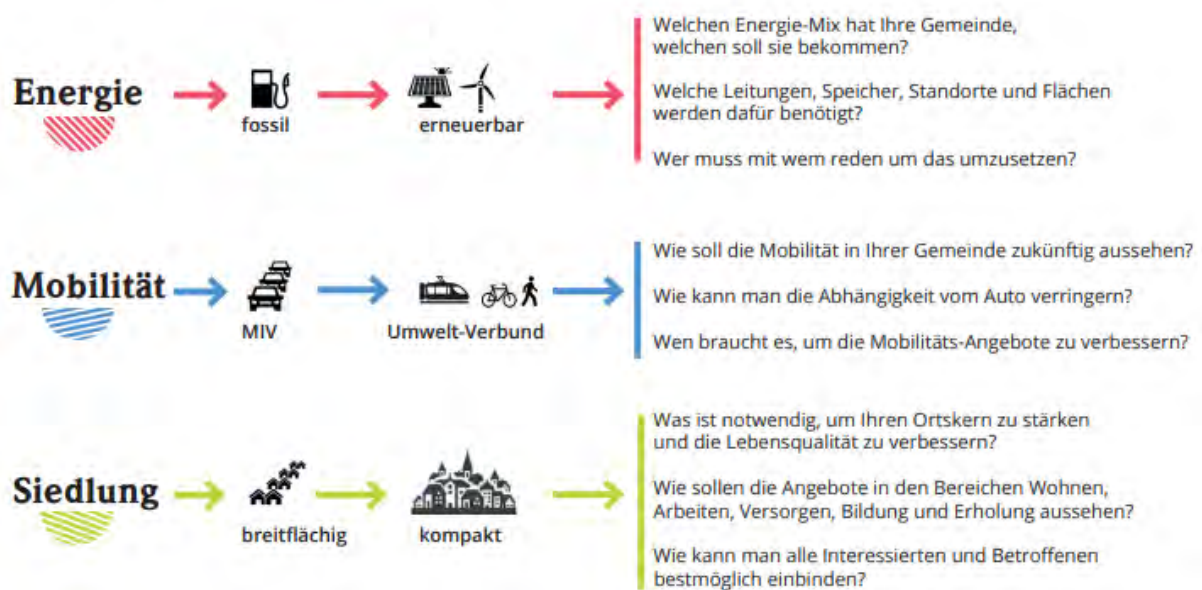 Energie
fossil
erneuerbar
Welchen Energie-Mix hat Ihre Gemeinde,
welchen soll sie bekommen?
Welche Leitungen, Speicher, Standorte und Flächen
werden dafür benötigt?
Wer muss mit wem reden um das umzusetzen?
Mobilität
MIV
Umwelt-Verbund
Wie soll die Mobilität in Ihrer Gemeinde zukünftig aussehen?
Wie kann man die Abhängigkeit vom Auto verringern?
Wen braucht es, um die Mobilitäts-Angebote zu verbessern?
Siedlung
breitflächig
kompakt
Was ist notwendig, um Ihren Ortskern zu stärken
und die Lebensqualität zu verbessern?
Wie sollen die Angebote in den Bereichen Wohnen,
Arbeiten, Versorgen, Bildung und Erholung aussehen?
Wie kann man alle Interessierten und Betroffenen
bestmöglich einbinden?